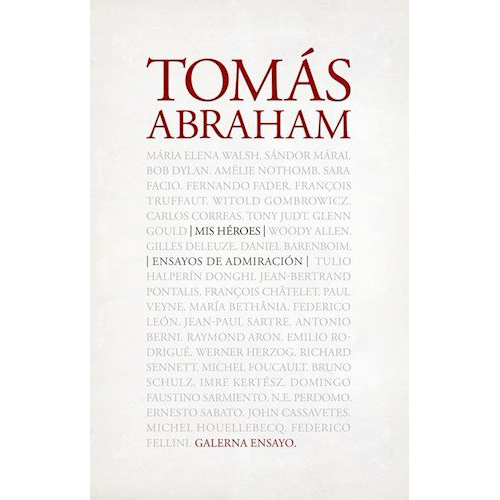 TOMÁS
ABRAHAM
MÁRIA ELENA WALSH. SÁNDOR MÁRAI.
BOB DYLAN. AMÉLIE NOTHOMB. SARA
FACIO. FERNANDO FADER. FRANÇOIS
TRUFFAUT. WITOLD GOMBROWICZ.
CARLOS CORREAS. TONY JUDT. GLENN
GOULD | MIS HÉROES | WOODY ALLEN.
GILLES DELEUZE. DANIEL BARENBOIM.
| ENSAYOS DE ADMIRACIÓN | TULIO
HALPERÍN DONGHI. JEAN-BERTRAND
PONTALIS. FRANÇOIS CHÂTELET. PAUL
VEYNE. MARÍA BETHÂNIA. FEDERICO
LEÓN. JEAN-PAUL SARTRE. ANTONIO
BERNI. RAYMOND ARON. EMILIO RO-
DRIGUÉ. WERNER HERZOG. RICHARD
SENNETT. MICHEL FOUCAULT. BRUNO
SCHULZ. IMRE KERTÉSZ. DOMINGO
FAUSTINO SARMIENTO. N.E. PERDOMO.
ERNESTO SABATO. JOHN CASSAVETES.
MICHEL HOUELLEBECQ. FEDERICO
FELLINI. GALERNA ENSAYO.